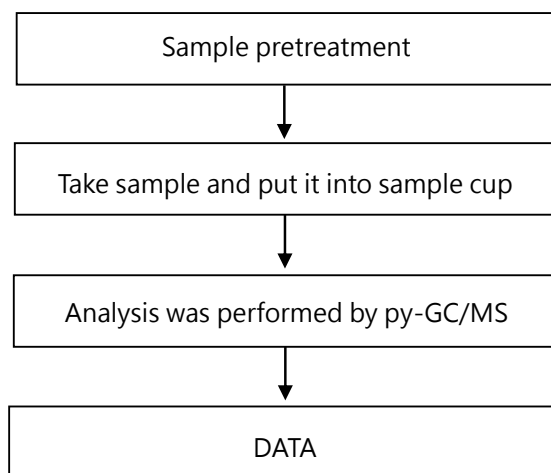 Sample pretreatment
Take sample and put it into sample cup
Analysis was performed by py-GC/MS
DATA